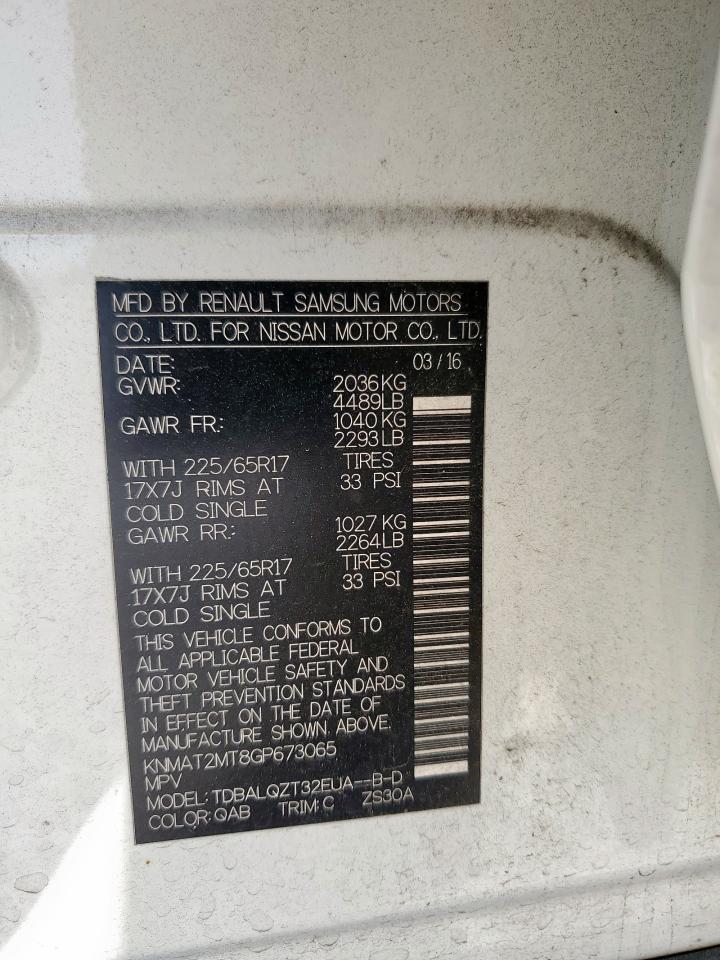 MFD BY RENAULT SAMSUNG MOTORS
CO., LTD. FOR NISSAN MOTOR CO., LTD.
DATE: 03/16
GVWR: 2036KG
4489LB
GAWR FR.: 1040KG
2293LB
WITH 225/65R17 TIRES
17X7J RIMS AT 33 PSI
COLD SINGLE
GAWR RR.: 1027 KG
2264LB
WITH 225/65R17 TIRES
17X7J RIMS AT 33 PSI
COLD SINGLE
THIS VEHICLE CONFORMS TO
ALL APPLICABLE FEDERAL
MOTOR VEHICLE SAFETY AND
THEFT PREVENTION STANDARDS
IN EFFECT ON THE DATE OF
MANUFACTURE SHOWN ABOVE.
KNMAT2MT8GP673065
MPV
MODEL: TDBALQZT32EUA--B-D
COLOR: QAB TRIM: C ZS30A